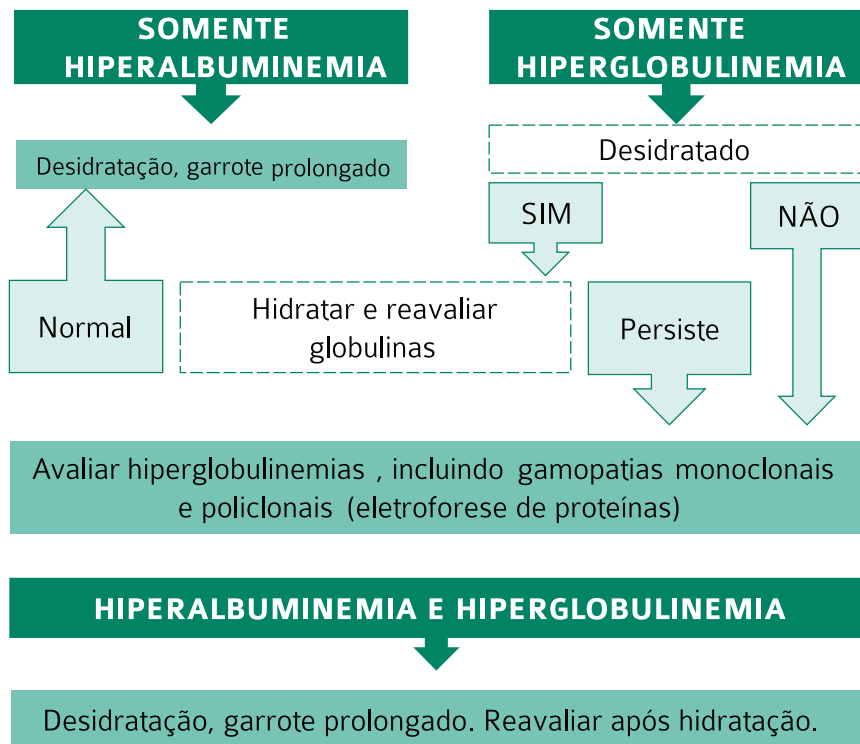 SOMENTE
HIPERALBUMINEMIA
SOMENTE
HIPERGLOBULINEMIA
Desidratação, garrote prolongado
Desidratado
SIM
NÃO
Normal
Hidratar e reavaliar
globulinas
Persiste
Avaliar hiperglobulinemias , incluindo gamopatias monoclonais
e policlonais (eletroforese de proteínas)
HIPERALBUMINEMIA E HIPERGLOBULINEMIA
Desidratação, garrote prolongado. Reavaliar após hidratação.